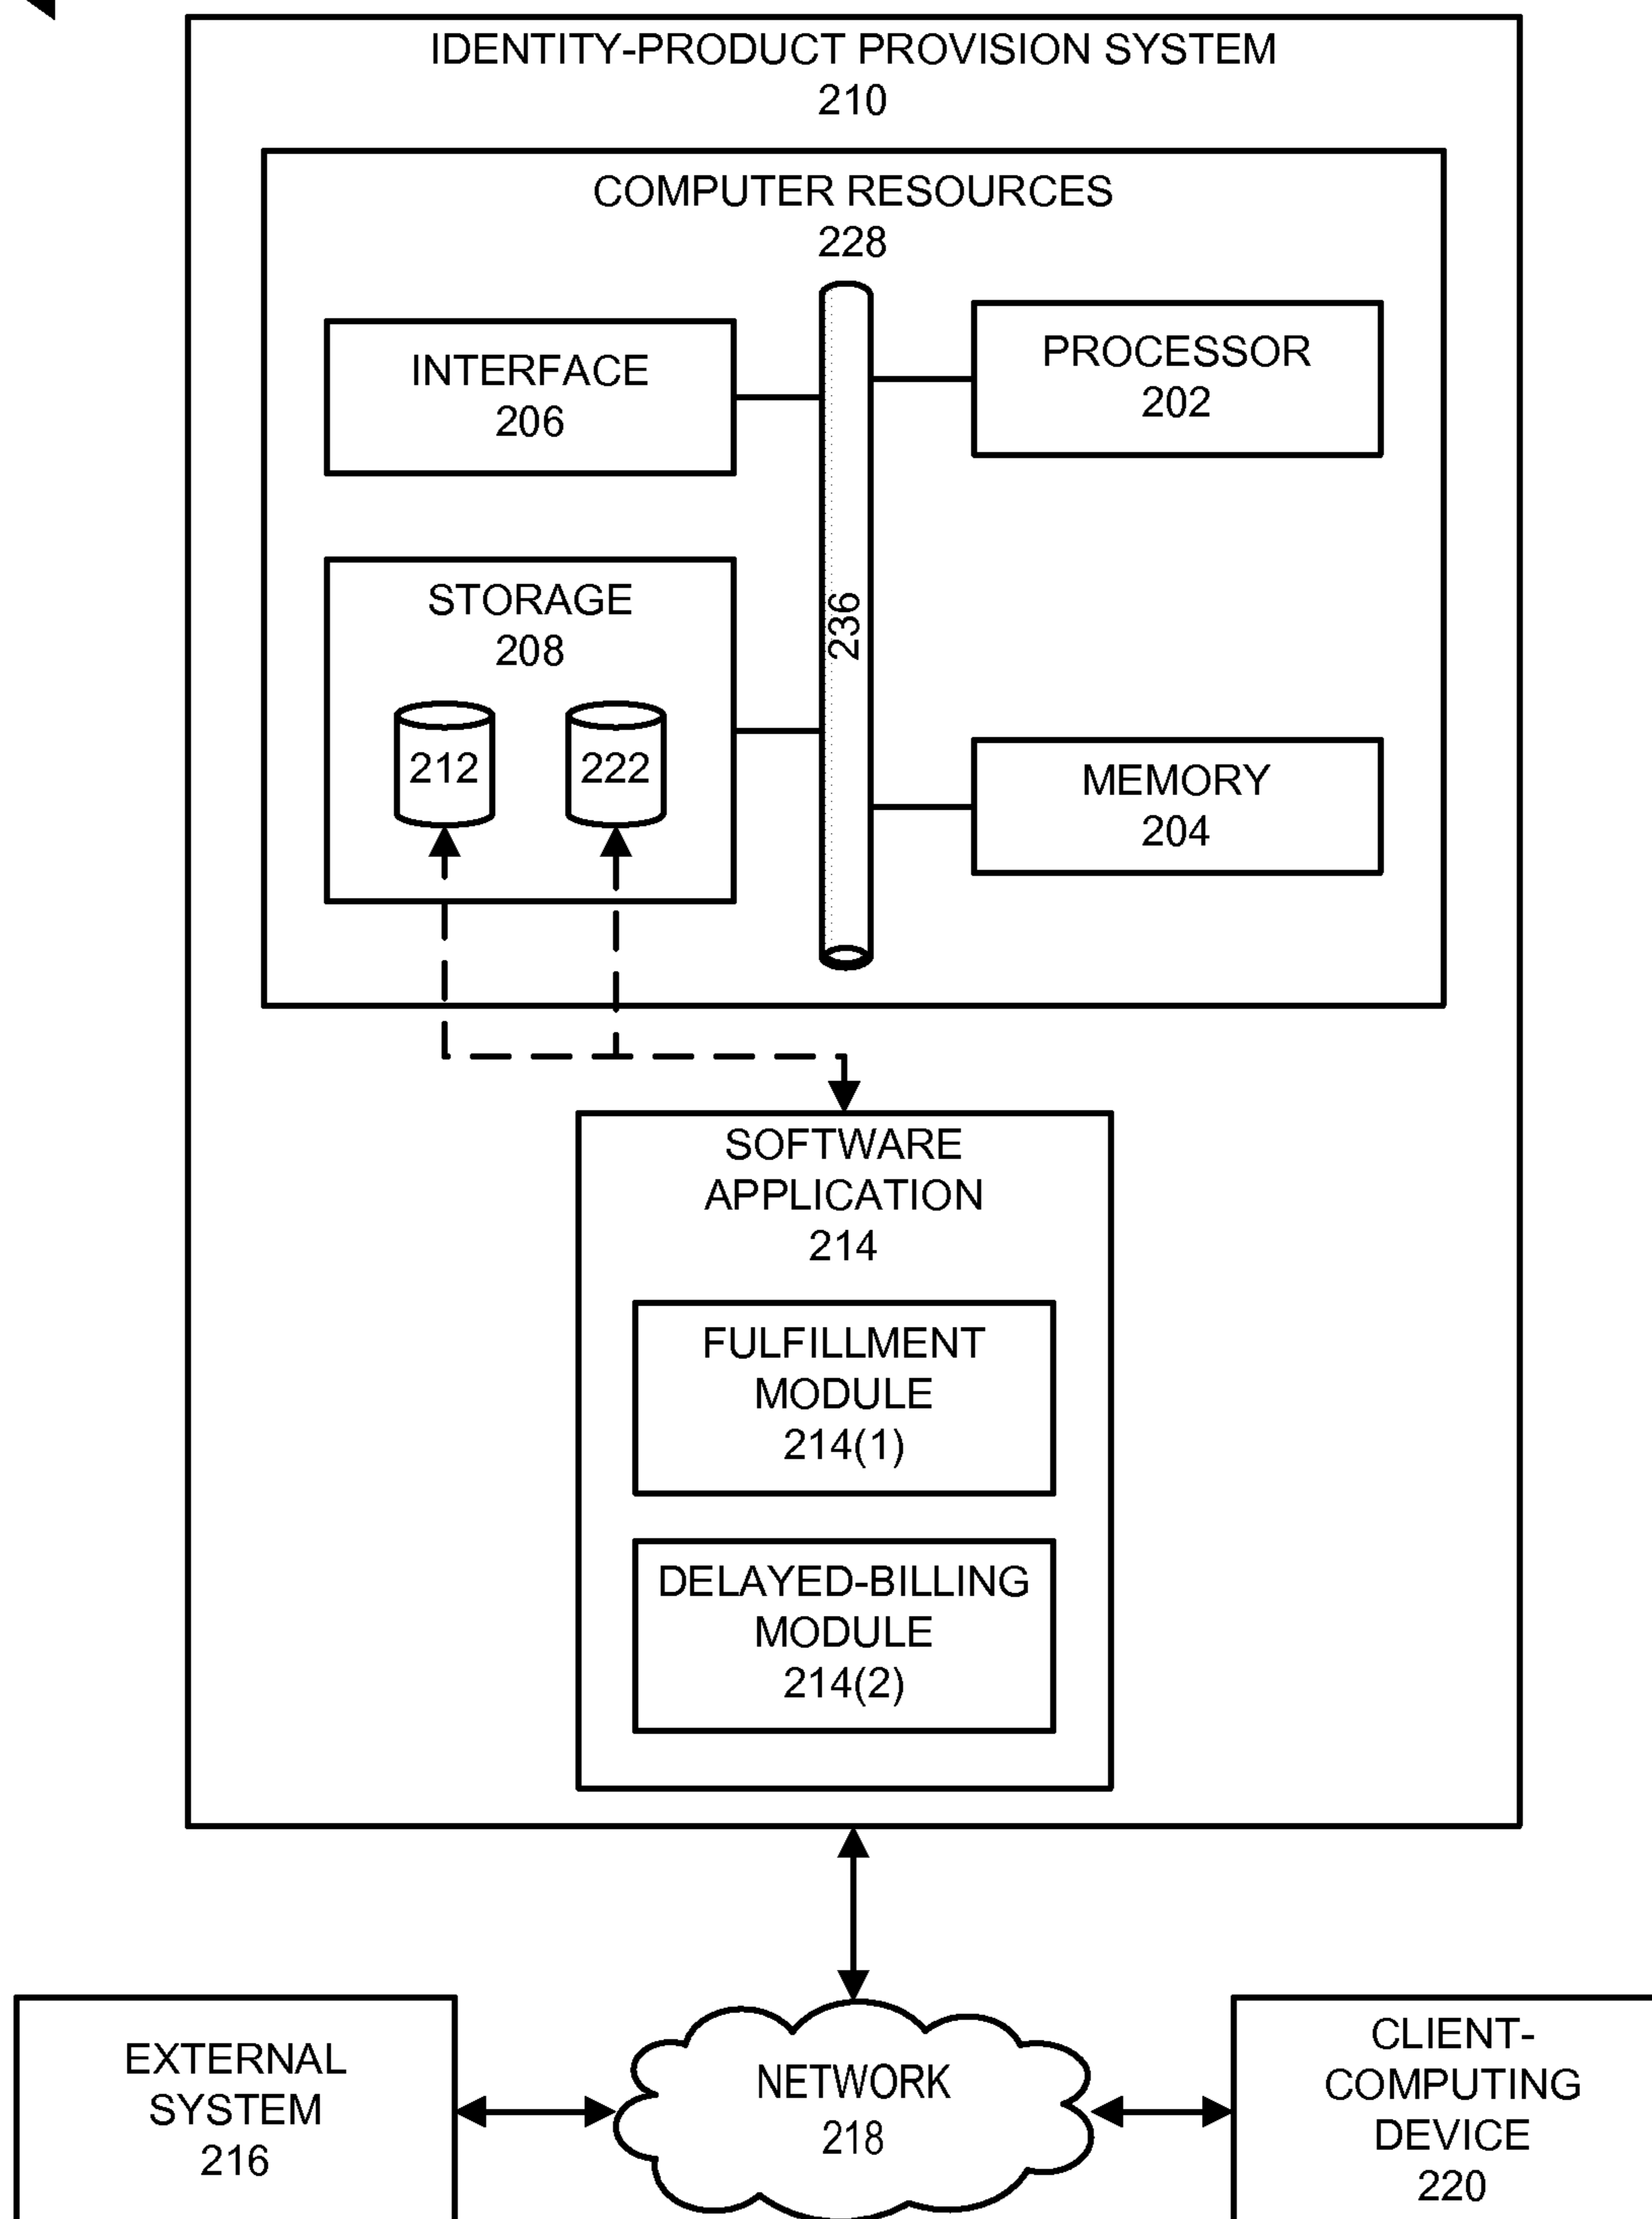 IDENTITY-PRODUCT PROVISION SYSTEM
210
COMPUTER RESOURCES
228
INTERFACE
206
PROCESSOR
202
STORAGE
208
212
222
236
MEMORY
204
SOFTWARE
APPLICATION
214
FULFILLMENT
MODULE
214(1)
DELAYED-BILLING
MODULE
214(2)
EXTERNAL
SYSTEM
216
NETWORK
218
CLIENT-
COMPUTING
DEVICE
220